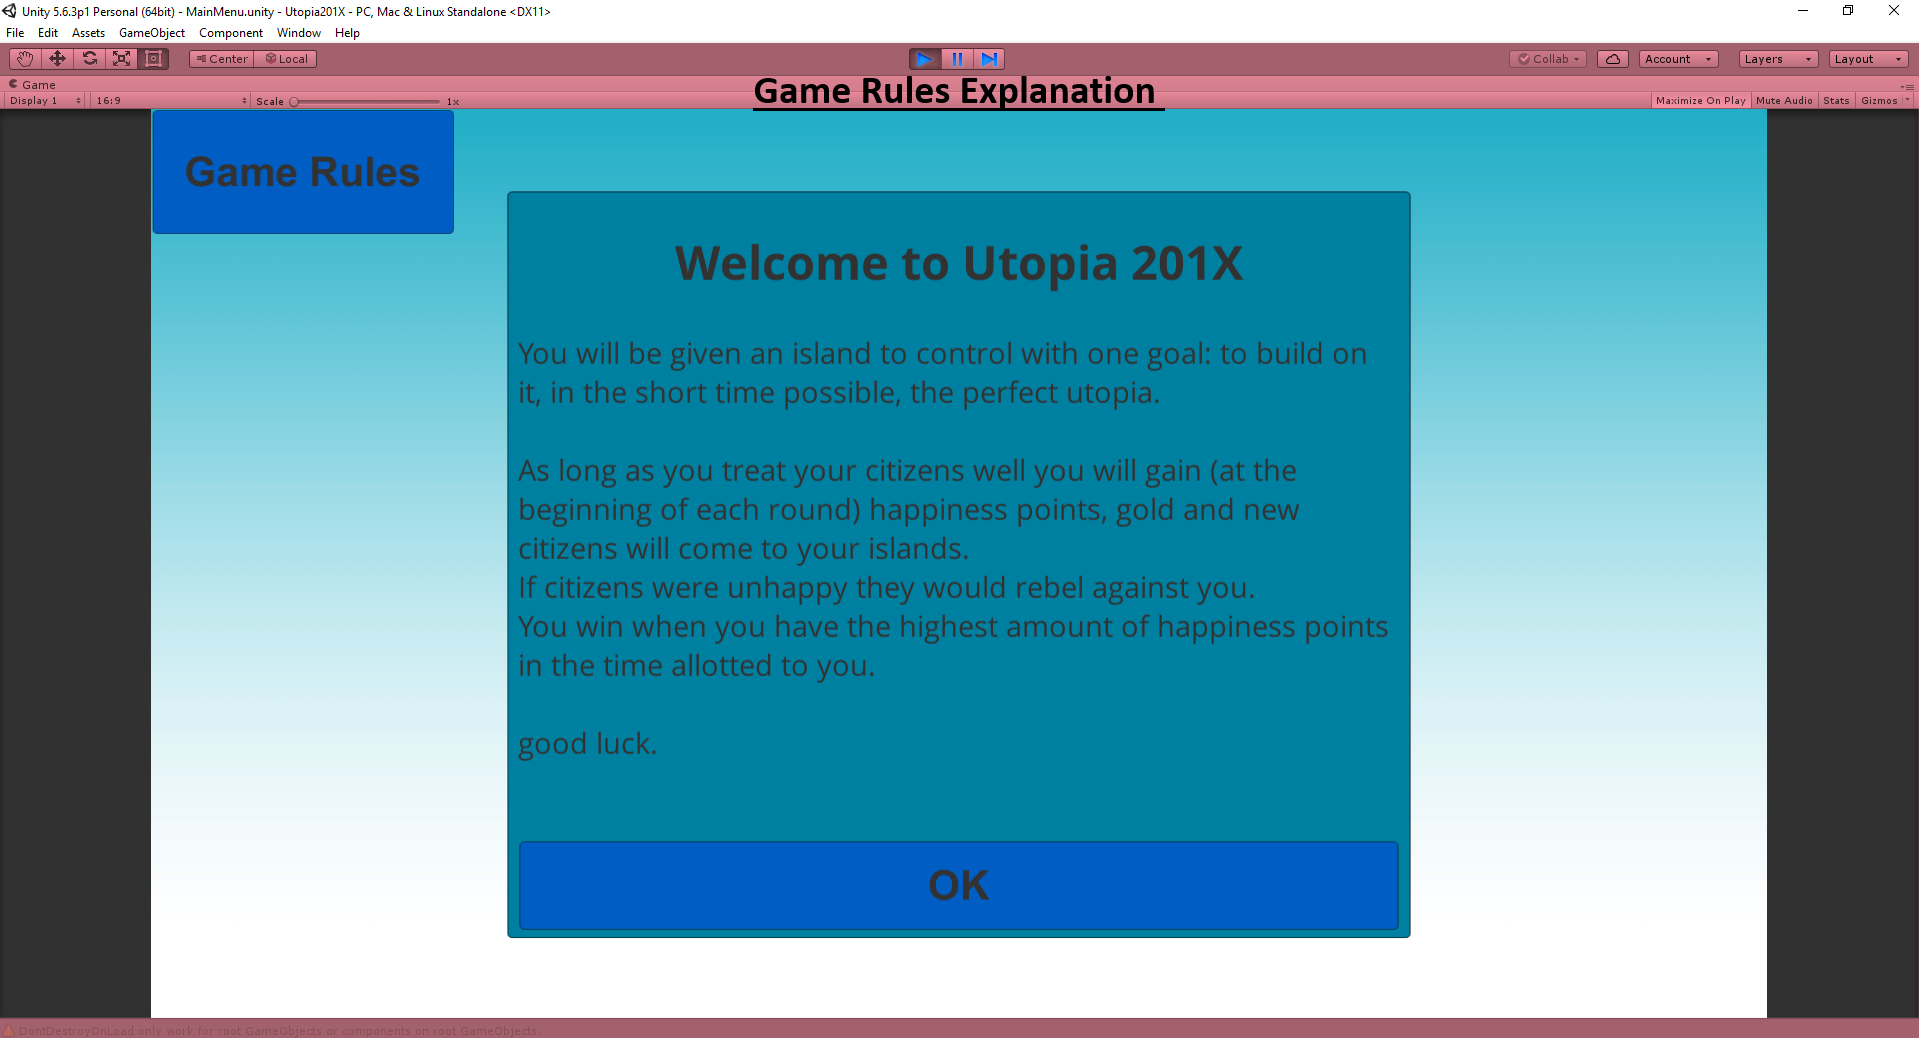 Unity 5.6.3p1 Personal (64bit) - MainMenu.unity - Utopia201X - PC, Mac & Linux Standalone <DX11>
File Edit Assets GameObject Component Window Help
Center Local Collab Account Layers Layout
Game
Game Rules Explanation
Display 1 16:9 Scale 1x Maximize On Play Mute Audio Stats Gizmos
Game Rules
Welcome to Utopia 201X
You will be given an island to control with one goal: to build on
it, in the short time possible, the perfect utopia.
As long as you treat your citizens well you will gain (at the
beginning of each round) happiness points, gold and new
citizens will come to your islands.
If citizens were unhappy they would rebel against you.
You win when you have the highest amount of happiness points
in the time allotted to you.
good luck.
OK
DontDestroyOnLoad only work for root GameObjects or components on root GameObjects.